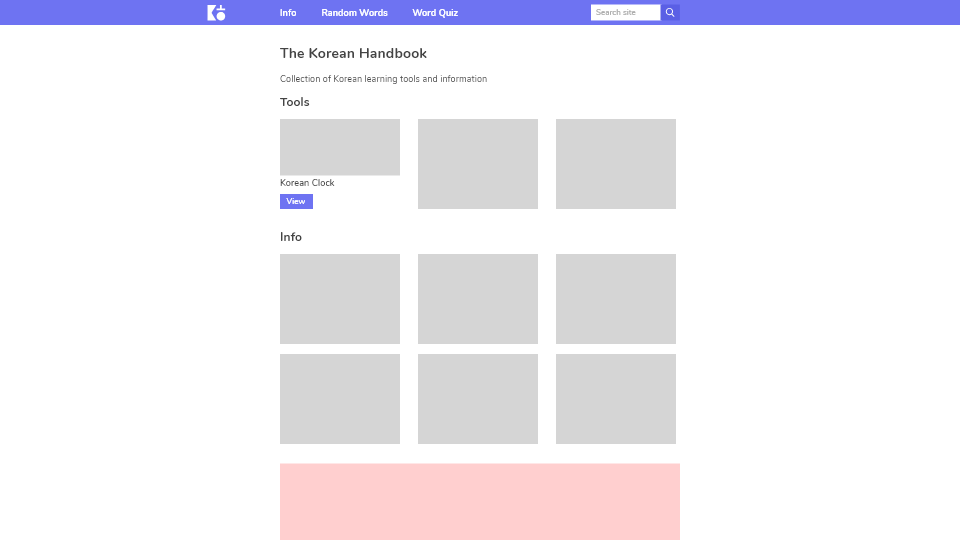 Info
Random Words
Word Quiz
Search site
The Korean Handbook
Collection of Korean learning tools and information
Tools
Korean Clock
View
Info